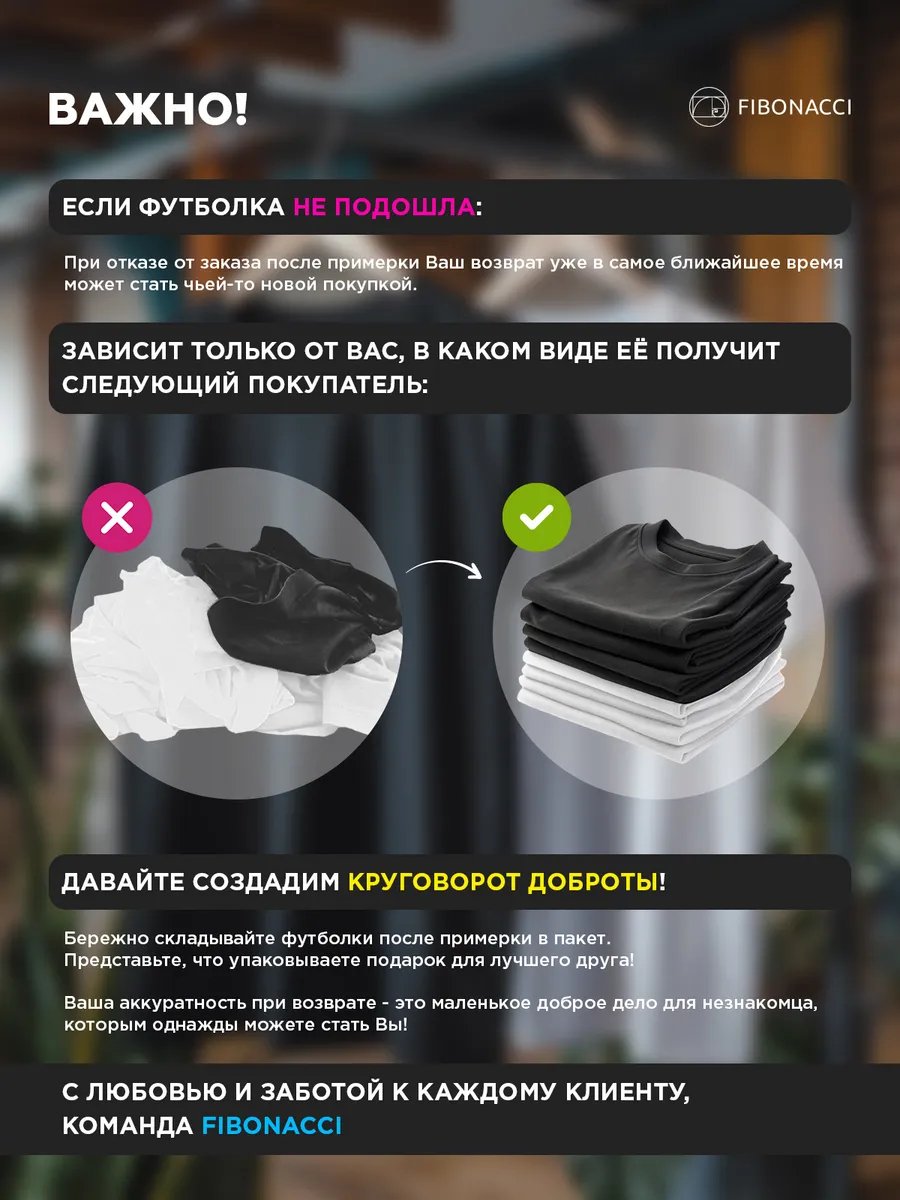 ВАЖНО!
FIBONACCI
ЕСЛИ ФУТБОЛКА НЕ ПОДОШЛА:
При отказе от заказа после примерки Ваш возврат уже в самое ближайшее время
может стать чьей-то новой покупкой.
ЗАВИСИТ ТОЛЬКО ОТ ВАС, В КАКОМ ВИДЕ ЕЁ ПОЛУЧИТ
СЛЕДУЮЩИЙ ПОКУПАТЕЛЬ:
ДАВАЙТЕ СОЗДАДИМ КРУГОВОРОТ ДОБРОТЫ!
Бережно складывайте футболки после примерки в пакет.
Представьте, что упаковываете подарок для лучшего друга!
Ваша аккуратность при возврате - это маленькое доброе дело для незнакомца,
которым однажды можете стать Вы!
С ЛЮБОВЬЮ И ЗАБОТОЙ К КАЖДОМУ КЛИЕНТУ,
КОМАНДА FIBONACCI